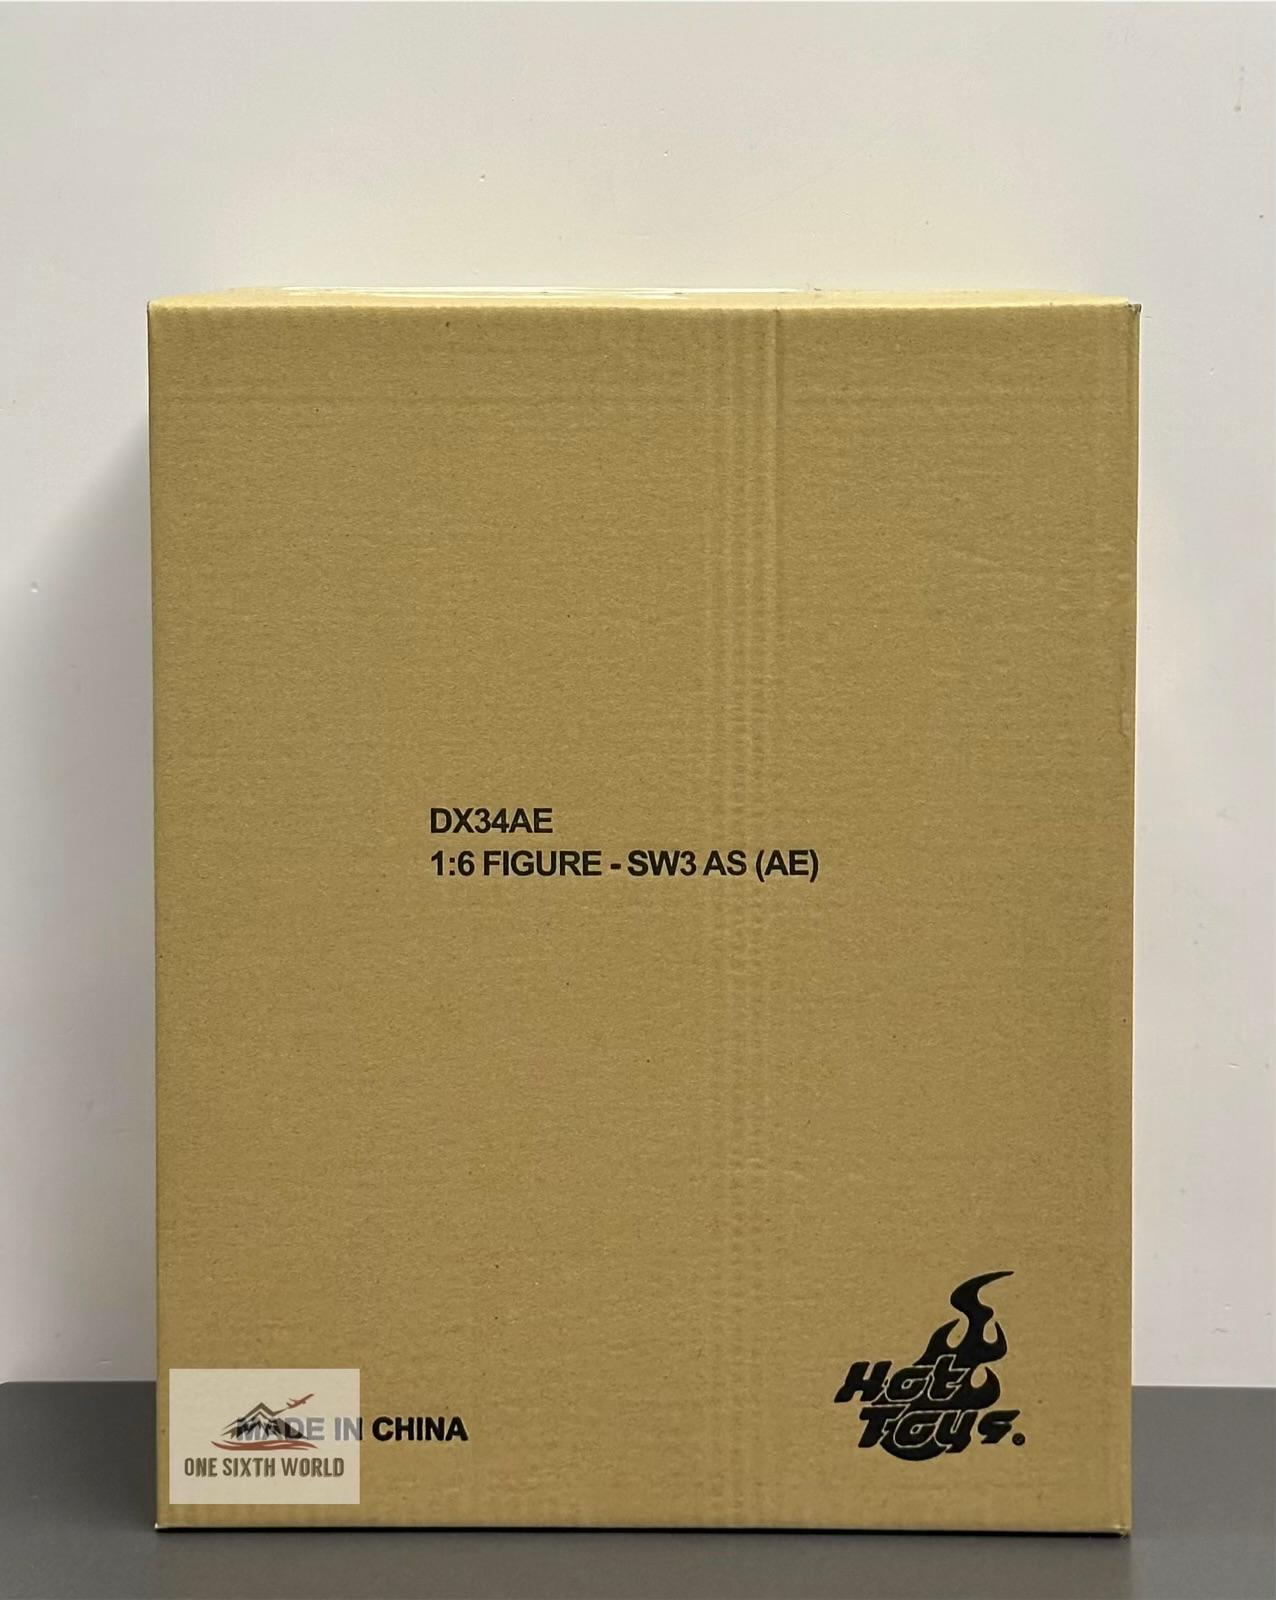 DX34AE
1:6 FIGURE - SW3 AS (AE)
Hot
Toys.
MADE IN CHINA
ONE SIXTH WORLD